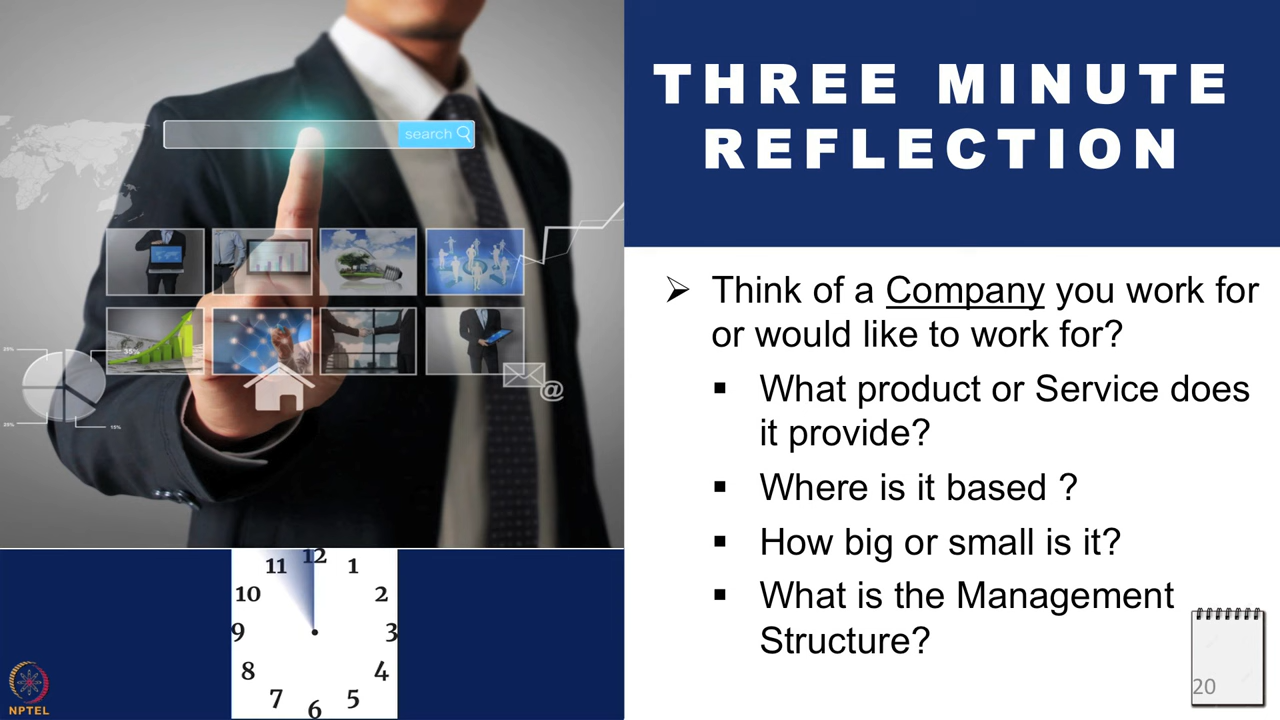 THREE MINUTE
REFLECTION
search
➢ Think of a Company you work for
or would like to work for?
▪ What product or Service does
it provide?
▪ Where is it based ?
▪ How big or small is it?
▪ What is the Management
Structure?
35%
15%
@
12
11
1
10
2
9
3
8
4
7
5
6
NPTEL
20